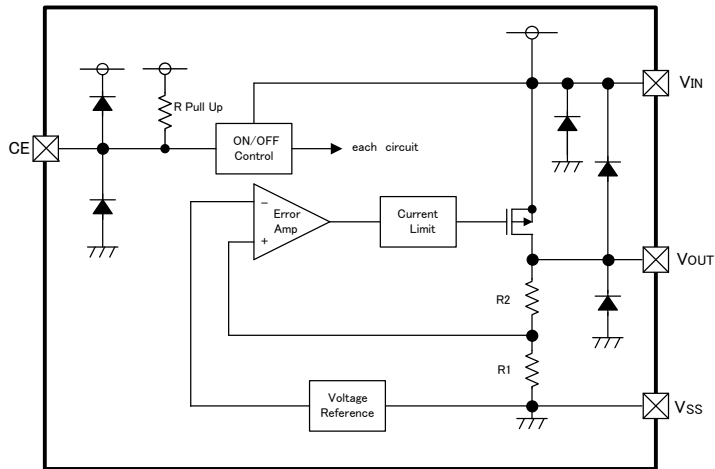 VIN
R Pull Up
CE
ON/OFF
Control
each circuit
−
Error
Amp
+
Current
Limit
VOUT
R2
R1
Voltage
Reference
VSS